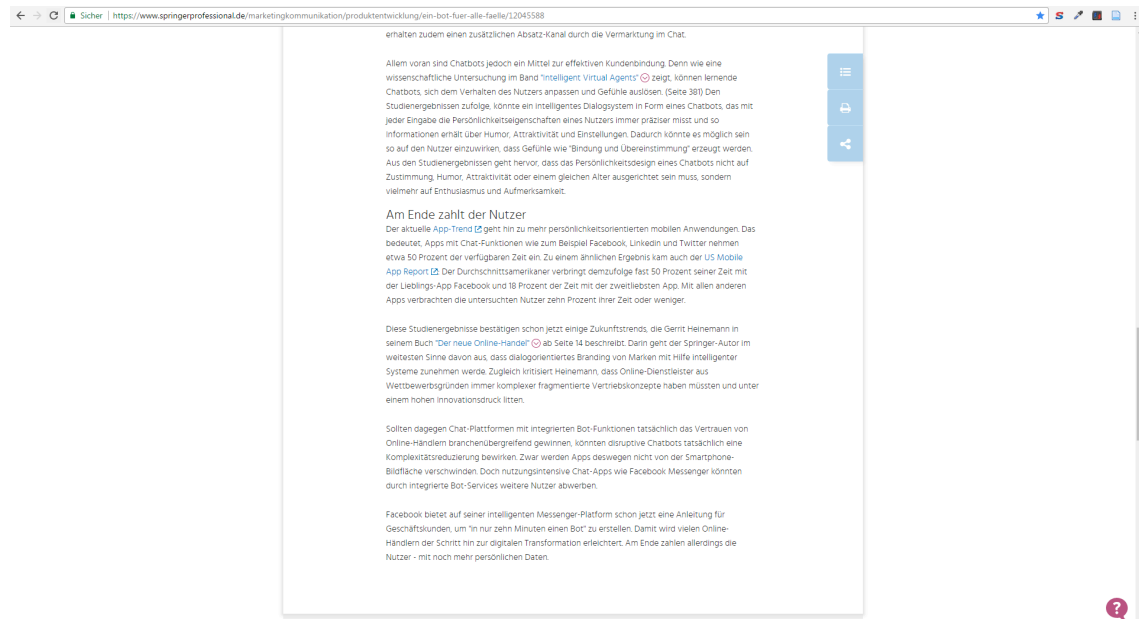 Sicher | https://www.springerprofessional.de/marketingkommunikation/produktentwicklung/ein-bot-fuer-alle-faelle/12045588
erhalten zudem einen zusätzlichen Absatz-Kanal durch die Vermarktung im Chat.
Allem voran sind Chatbots jedoch ein Mittel zur effektiven Kundenbindung. Denn wie eine
wissenschaftliche Untersuchung im Band "Intelligent Virtual Agents" zeigt, können lernende
Chatbots, sich dem Verhalten des Nutzers anpassen und Gefühle auslösen. (Seite 381) Den
Studienergebnissen zufolge, könnte ein intelligentes Dialogsystem in Form eines Chatbots, das mit
jeder Eingabe die Persönlichkeitseigenschaften eines Nutzers immer präziser misst und so
Informationen erhält über Humor, Attraktivität und Einstellungen. Dadurch könnte es möglich sein
so auf den Nutzer einzuwirken, dass Gefühle wie "Bindung und Übereinstimmung" erzeugt werden.
Aus den Studienergebnissen geht hervor, dass das Persönlichkeitsdesign eines Chatbots nicht auf
Zustimmung, Humor, Attraktivität oder einem gleichen Alter ausgerichtet sein muss, sondern
vielmehr auf Enthusiasmus und Aufmerksamkeit.
Am Ende zahlt der Nutzer
Der aktuelle App-Trend geht hin zu mehr persönlichkeitsorientierten mobilen Anwendungen. Das
bedeutet, Apps mit Chat-Funktionen wie zum Beispiel Facebook, Linkedin und Twitter nehmen
etwa 50 Prozent der verfügbaren Zeit ein. Zu einem ähnlichen Ergebnis kam auch der US Mobile
App Report. Der Durchschnittsamerikaner verbringt demzufolge fast 50 Prozent seiner Zeit mit
der Lieblings-App Facebook und 18 Prozent der Zeit mit der zweitliebsten App. Mit allen anderen
Apps verbrachten die untersuchten Nutzer zehn Prozent ihrer Zeit oder weniger.
Diese Studienergebnisse bestätigen schon jetzt einige Zukunftstrends, die Gerrit Heinemann in
seinem Buch "Der neue Online-Handel" ab Seite 14 beschreibt. Darin geht der Springer-Autor im
weitesten Sinne davon aus, dass dialogorientiertes Branding von Marken mit Hilfe intelligenter
Systeme zunehmen werde. Zugleich kritisiert Heinemann, dass Online-Dienstleister aus
Wettbewerbsgründen immer komplexer fragmentierte Vertriebskonzepte haben müssten und unter
einem hohen Innovationsdruck litten.
Sollten dagegen Chat-Plattformen mit integrierten Bot-Funktionen tatsächlich das Vertrauen von
Online-Händlern branchenübergreifend gewinnen, könnten disruptive Chatbots tatsächlich eine
Komplexitätsreduzierung bewirken. Zwar werden Apps deswegen nicht von der Smartphone-
Bildfläche verschwinden. Doch nutzungsintensive Chat-Apps wie Facebook Messenger könnten
durch integrierte Bot-Services weitere Nutzer abwerben.
Facebook bietet auf seiner intelligenten Messenger-Platform schon jetzt eine Anleitung für
Geschäftskunden, um "in nur zehn Minuten einen Bot" zu erstellen. Damit wird vielen Online-
Händlern der Schritt hin zur digitalen Transformation erleichtert. Am Ende zahlen allerdings die
Nutzer - mit noch mehr persönlichen Daten.
?